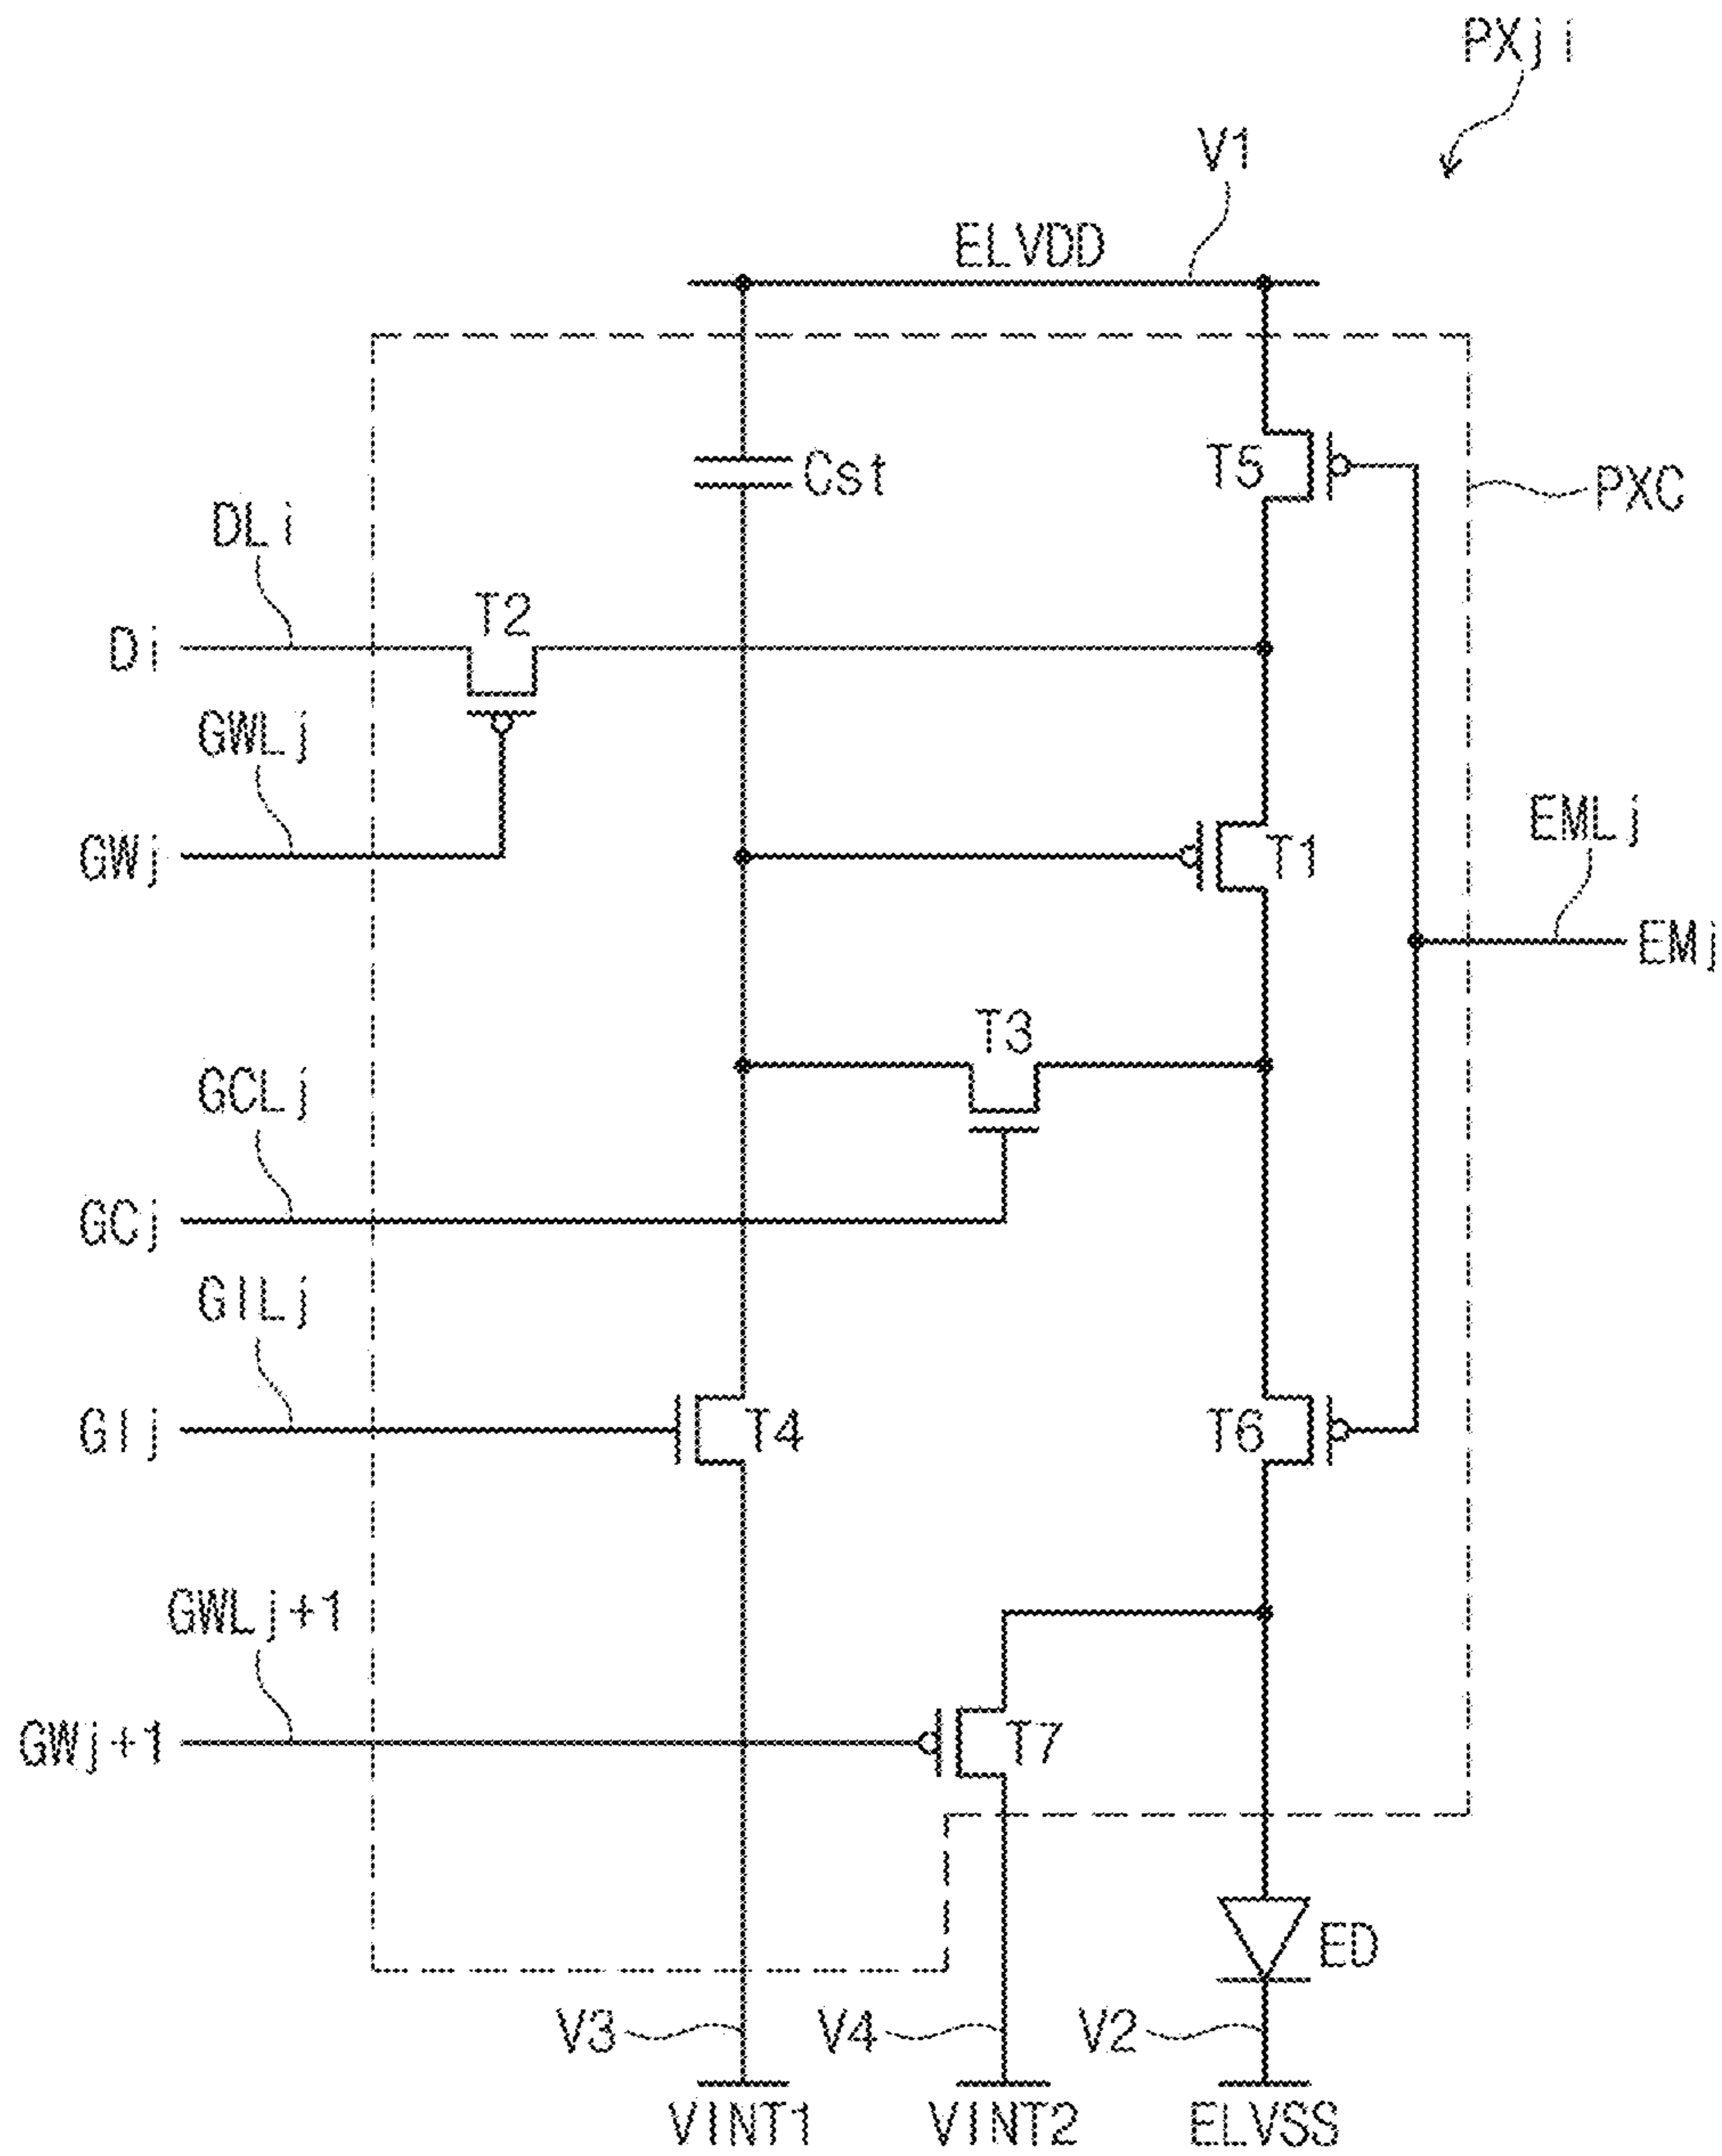 PXji
V1
ELVDD
T5
Cst
PXC
DLi
T2
Di
GWLj
EMLj
T1
GWj
EMj
T3
GCLj
GCj
GILj
GIj
T4
T6
GWLj+1
GWj+1
T7
ED
V3
V4
V2
VINT1
VINT2
ELVSS